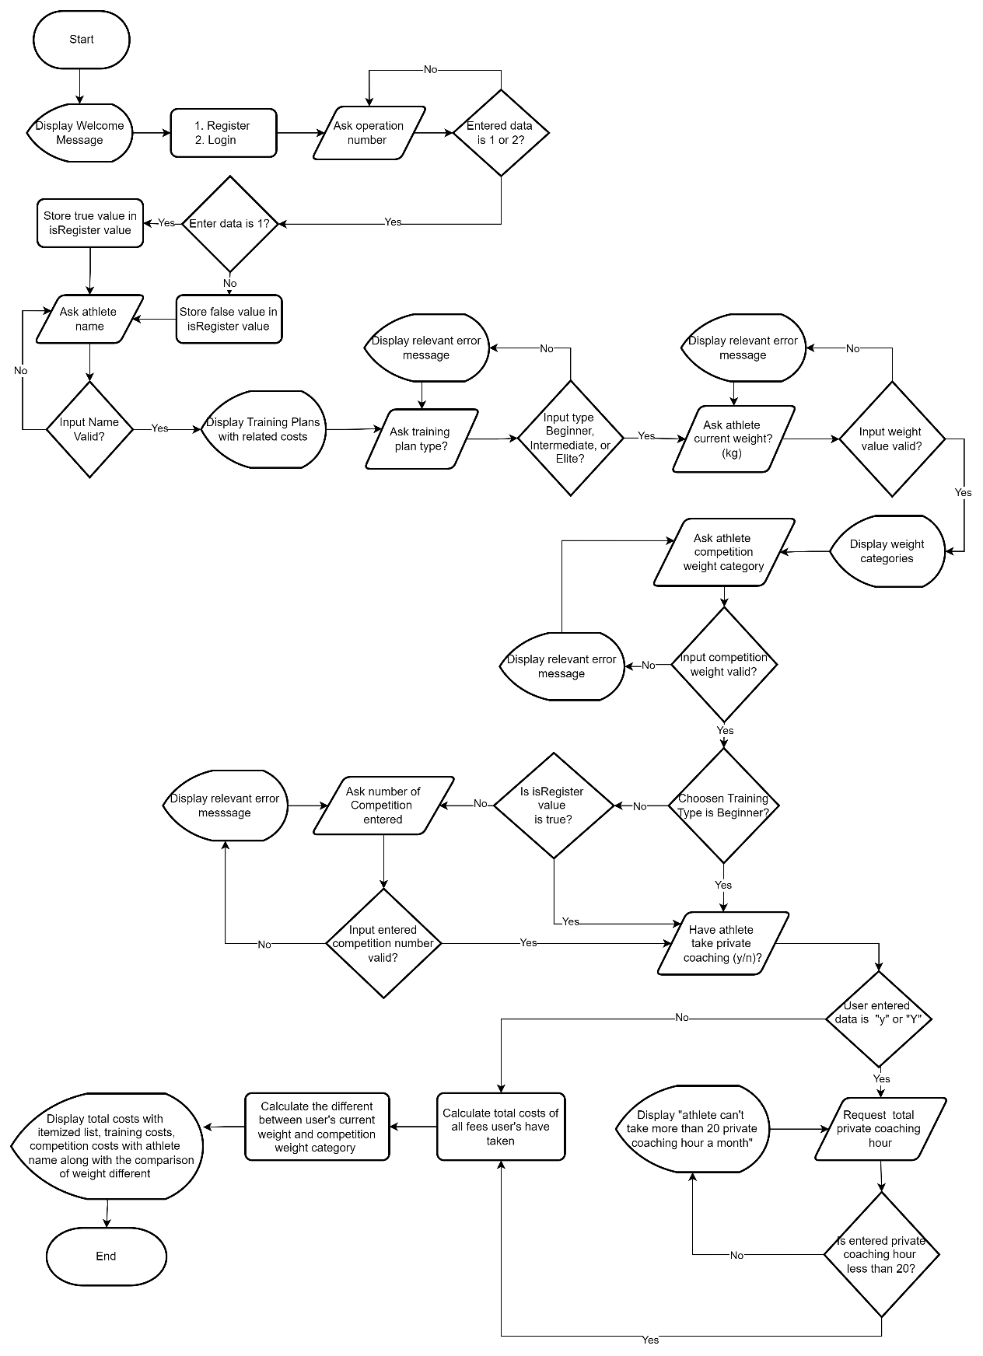 Start
No
Display Welcome
Message
1. Register
2. Login
Ask operation
number
Entered data
is 1 or 2?
Store true value in
isRegister value
Yes
Enter data is 1?
Yes
No
Ask athlete
name
Store false value in
isRegister value
No
Input Name
Valid?
Yes
Display Training Plans
with related costs
Display relevant error
message
No
Ask training
plan type?
Input type
Beginner,
Intermediate, or
Elite?
Yes
Display relevant error
message
No
Ask athlete
current weight?
(kg)
Input weight
value valid?
Yes
Display weight
categories
Ask athlete
competition
weight category
Display relevant error
message
No
Input competition
weight valid?
Yes
Choosen Training
Type is Beginner?
No
Is isRegister
value
is true?
No
Ask number of
Competition
entered
Display relevant error
messsage
Yes
Yes
Input entered
competition number
valid?
No
Yes
Have athlete
take private
coaching (y/n)?
User entered
data is "y" or "Y"
No
Yes
Request total
private coaching
hour
Display "athlete can't
take more than 20 private
coaching hour a month"
Is entered private
coaching hour
less than 20?
No
Yes
Calculate total costs of
all fees user's have
taken
Calculate the different
between user's current
weight and competition
weight category
Display total costs with
itemized list, training costs,
competition costs with athlete
name along with the comparison
of weight different
End